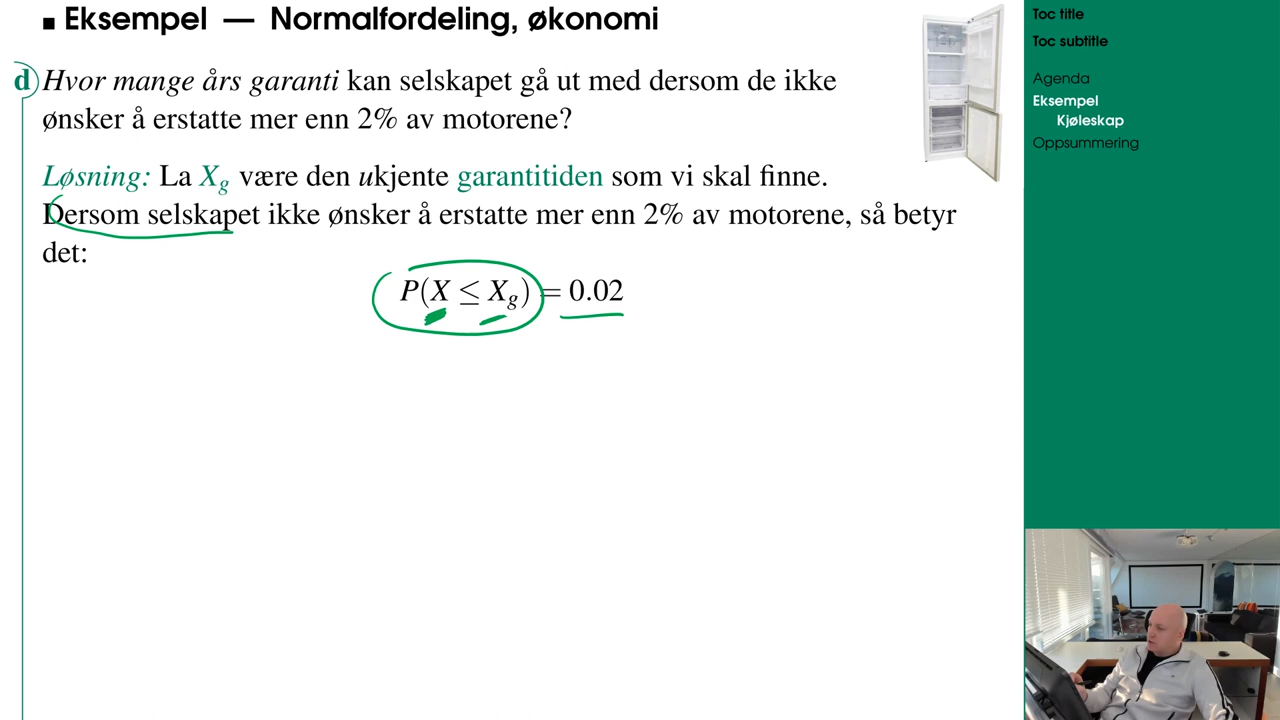 Eksempel — Normalfordeling, økonomi
d) Hvor mange års garanti kan selskapet gå ut med dersom de ikke
ønsker å erstatte mer enn 2% av motorene?
Løsning: La Xg være den ukjente garantitiden som vi skal finne.
Dersom selskapet ikke ønsker å erstatte mer enn 2% av motorene, så betyr
det:
P(X ≤ Xg) = 0.02
Toc title
Toc subtitle
Agenda
Eksempel
Kjøleskap
Oppsummering